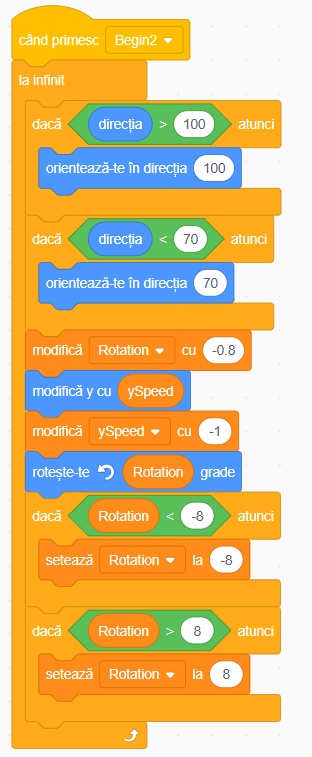 când primesc Begin2
la infinit
dacă direcția > 100 atunci
orientează-te în direcția 100
dacă direcția < 70 atunci
orientează-te în direcția 70
modifică Rotation cu -0.8
modifică y cu ySpeed
modifică ySpeed cu -1
rotește-te Rotation grade
dacă Rotation < -8 atunci
setează Rotation la -8
dacă Rotation > 8 atunci
setează Rotation la 8